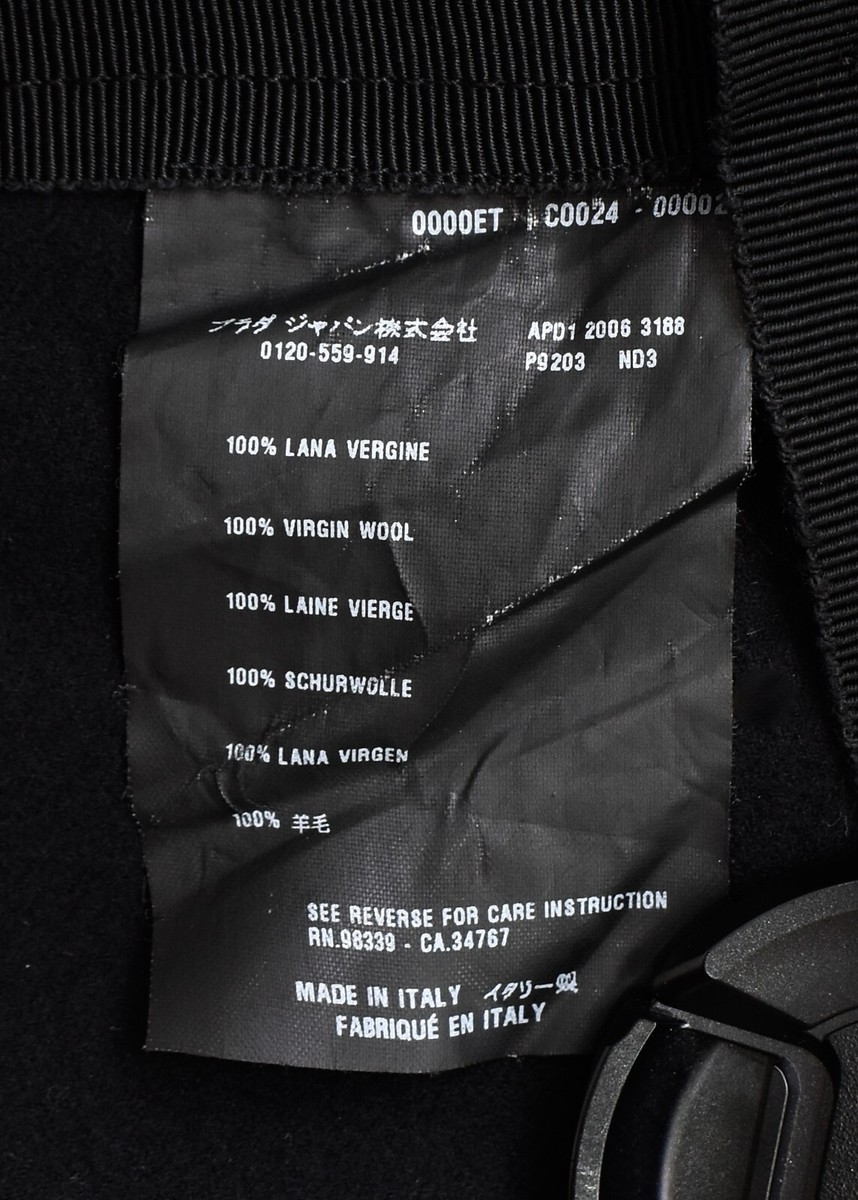 0000ET C0024 - 00002
プラダ ジャパン株式会社
0120-559-914
APD1 2006 3188
P9203 ND3
100% LANA VERGINE
100% VIRGIN WOOL
100% LAINE VIERGE
100% SCHURWOLLE
100% LANA VIRGEN
100% 羊毛
SEE REVERSE FOR CARE INSTRUCTION
RN.98339 - CA.34767
MADE IN ITALY イタリー製
FABRIQUÉ EN ITALY